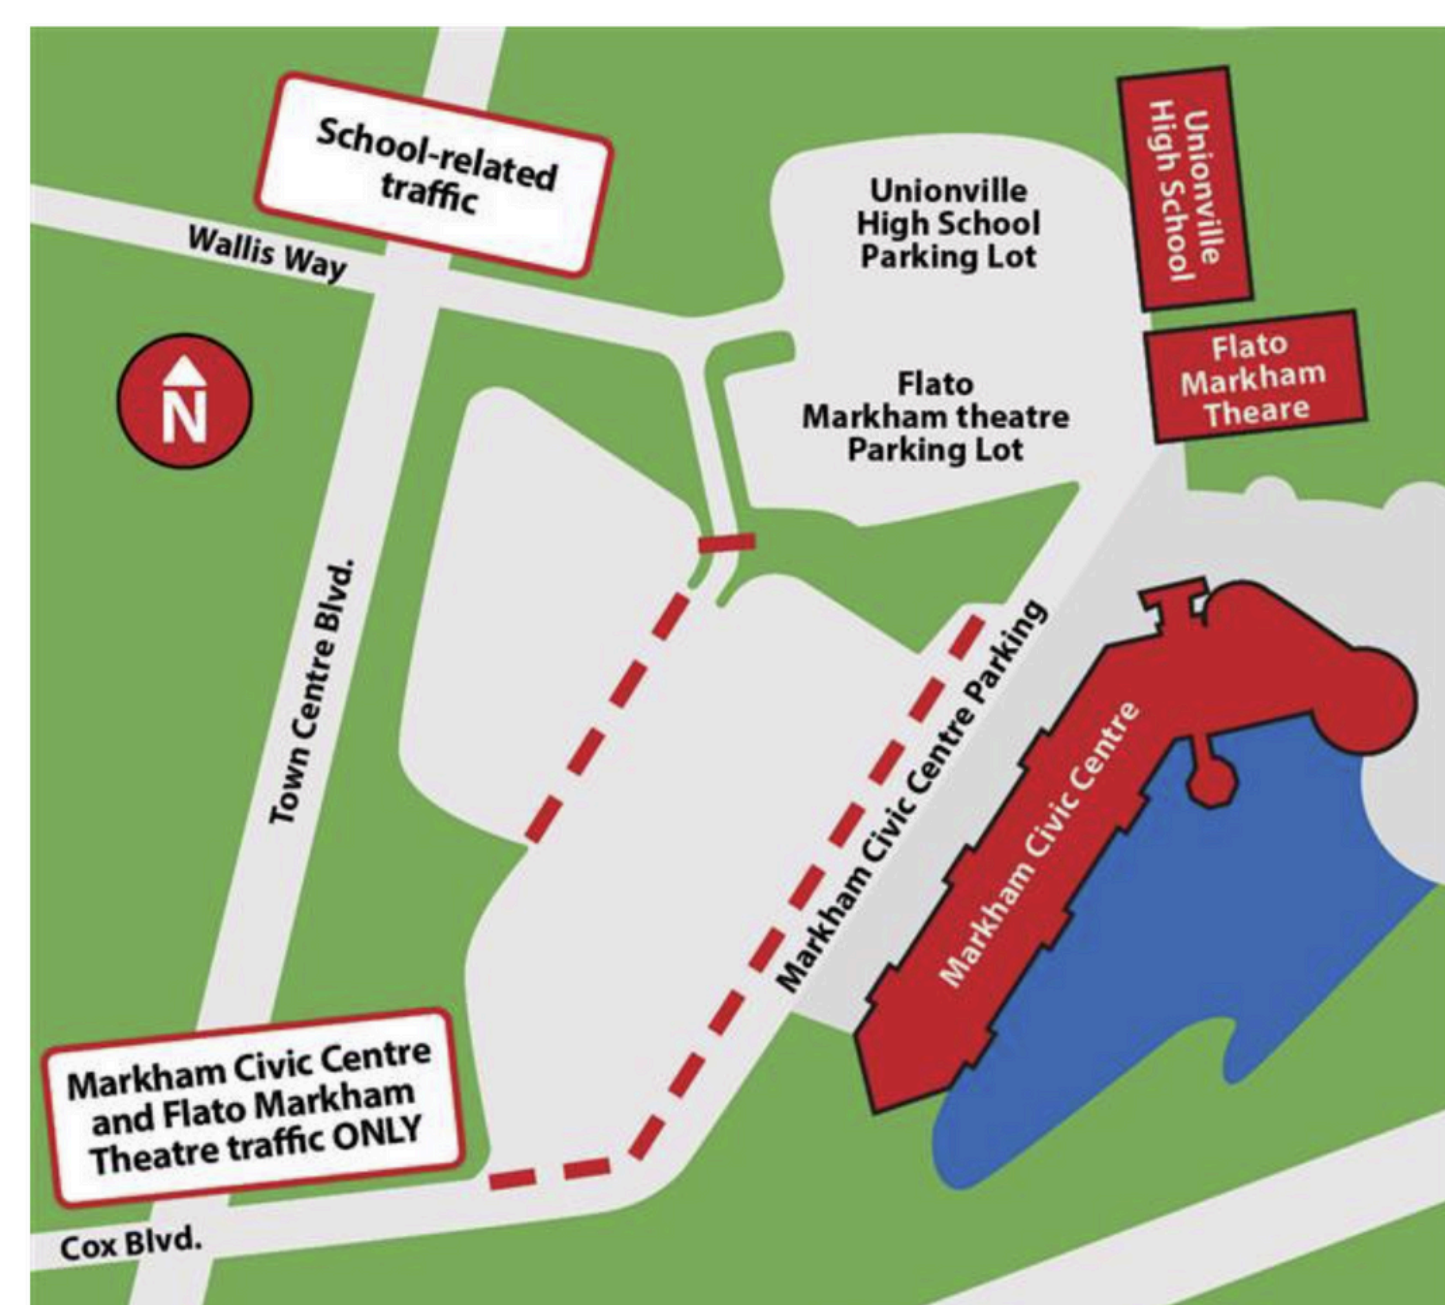 School-related
traffic
Wallis Way
N
Unionville
High School
Parking Lot
Unionville
High School
Flato
Markham theatre
Parking Lot
Flato
Markham
Theare
Town Centre Blvd.
Markham Civic Centre Parking
Markham Civic Centre
Markham Civic Centre
and Flato Markham
Theatre traffic ONLY
Cox Blvd.